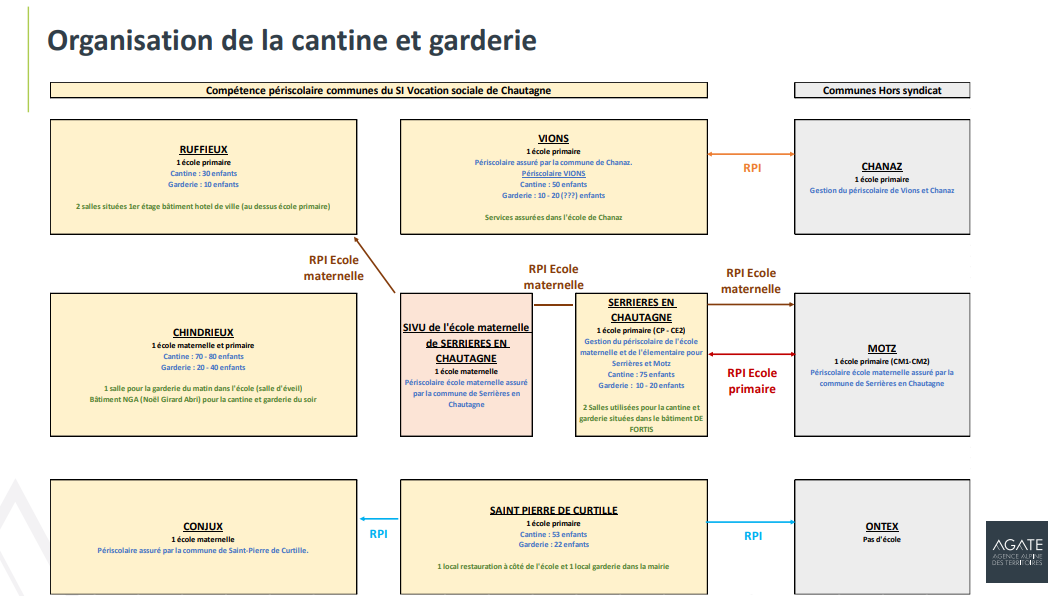 Organisation de la cantine et garderie
Compétence périscolaire communes du SI Vocation sociale de Chautagne
Communes Hors syndicat
RUFFIEUX
1 école primaire
Cantine : 30 enfants
Garderie : 10 enfants
2 salles situées 1er étage bâtiment hotel de ville (au dessus école primaire)
VIONS
1 école primaire
Périscolaire assuré par la commune de Chanaz.
Périscolaire VIONS
Cantine : 50 enfants
Garderie : 10 - 20 (???) enfants
Services assurées dans l'école de Chanaz
RPI
CHANAZ
1 école primaire
Gestion du périscolaire de Vions et Chanaz
RPI Ecole
maternelle
RPI Ecole
maternelle
RPI Ecole
maternelle
CHINDRIEUX
1 école maternelle et primaire
Cantine : 70 - 80 enfants
Garderie : 20 - 40 enfants
1 salle pour la garderie du matin dans l'école (salle d'éveil)
Bâtiment NGA (Noël Girard Abri) pour la cantine et garderie du soir
SIVU de l'école maternelle
de SERRIERES EN
CHAUTAGNE
1 école maternelle
Périscolaire école maternelle assuré
par la commune de Serrières en
Chautagne
SERRIERES EN
CHAUTAGNE
1 école primaire (CP - CE2)
Gestion du périscolaire de l'école
maternelle et de l'élementaire pour
Serrières et Motz
Cantine : 75 enfants
Garderie : 10 - 20 enfants
2 Salles utilisées pour la cantine et
garderie situées dans le bâtiment DE
FORTIS
RPI Ecole
primaire
MOTZ
1 école primaire (CM1-CM2)
Périscolaire école maternelle assuré par la
commune de Serrières en Chautagne
CONJUX
1 école maternelle
Périscolaire assuré par la commune de Saint-Pierre de Curtille.
RPI
SAINT PIERRE DE CURTILLE
1 école primaire
Cantine : 53 enfants
Garderie : 22 enfants
1 local restauration à côté de l'école et 1 local garderie dans la mairie
RPI
ONTEX
Pas d'école
AGATE
AGENCE ALPINE
DES TERRITOIRES